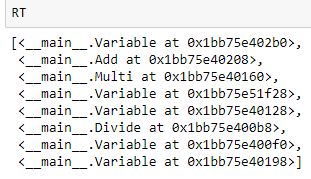 RT
[<__main__.Variable at 0x1bb75e402b0>,
<__main__.Add at 0x1bb75e40208>,
<__main__.Multi at 0x1bb75e40160>,
<__main__.Variable at 0x1bb75e51f28>,
<__main__.Variable at 0x1bb75e40128>,
<__main__.Divide at 0x1bb75e400b8>,
<__main__.Variable at 0x1bb75e400f0>,
<__main__.Variable at 0x1bb75e40198>]